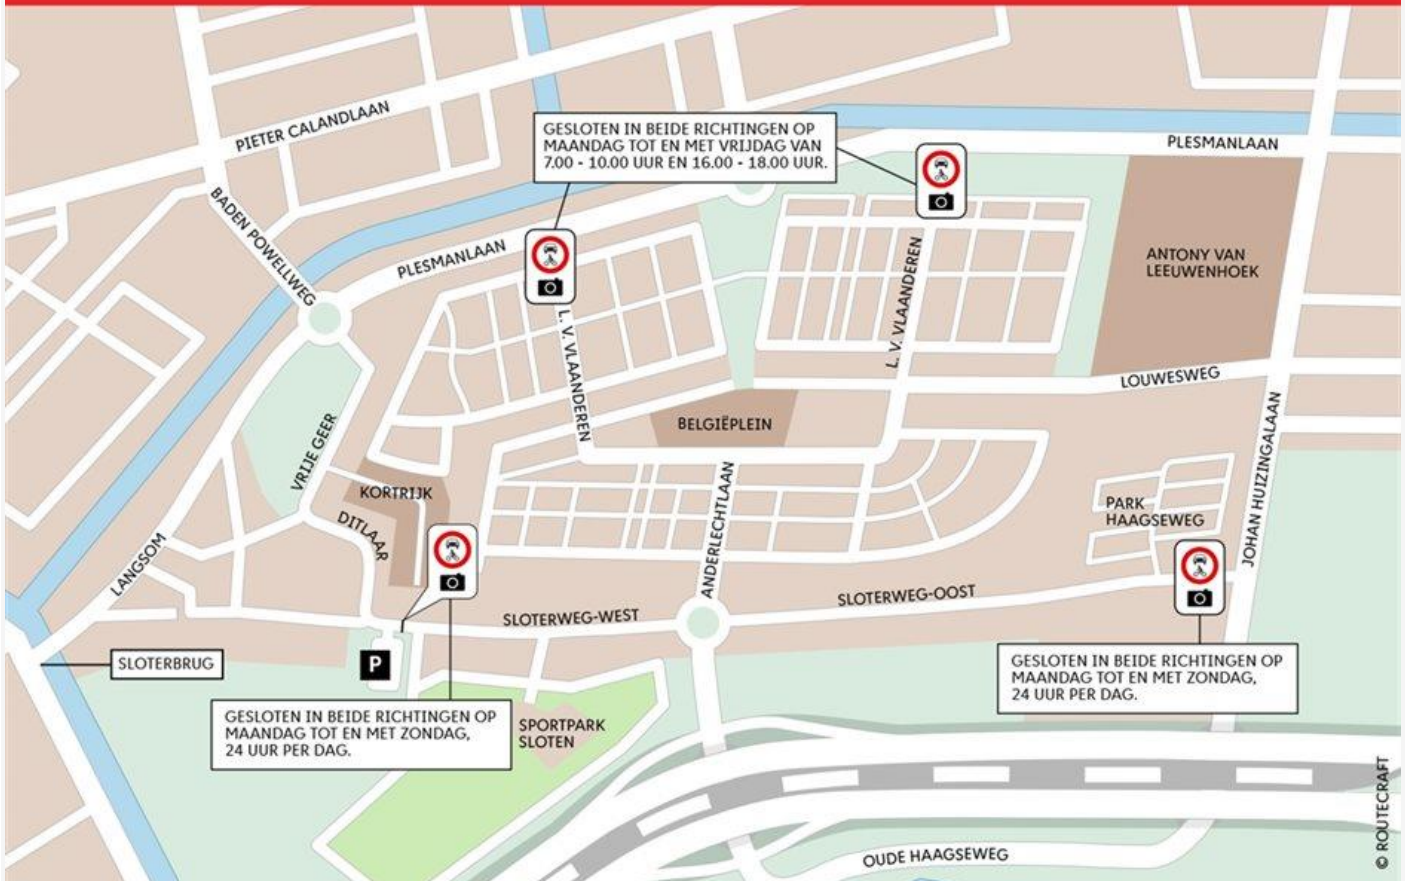 PIETER CALANDLAAN
GESLOTEN IN BEIDE RICHTINGEN OP
MAANDAG TOT EN MET VRIJDAG VAN
7.00 - 10.00 UUR EN 16.00 - 18.00 UUR.
PLESMANLAAN
BADEN POWELLWEG
PLESMANLAAN
L. V. VLAANDEREN
ANTONY VAN
LEEUWENHOEK
L. V. VLAANDEREN
LOUWESWEG
BELGIËPLEIN
VRIJE GEER
KORTRIJK
DITLAAR
ANDERLECHTLAAN
PARK
HAAGSEWEG
JOHAN HUIZINGALAAN
LANGSOM
SLOTERWEG-WEST
SLOTERWEG-OOST
SLOTERBRUG
P
GESLOTEN IN BEIDE RICHTINGEN OP
MAANDAG TOT EN MET ZONDAG,
24 UUR PER DAG.
GESLOTEN IN BEIDE RICHTINGEN OP
MAANDAG TOT EN MET ZONDAG,
24 UUR PER DAG.
SPORTPARK
SLOTEN
OUDE HAAGSEWEG
© ROUTECRAFT